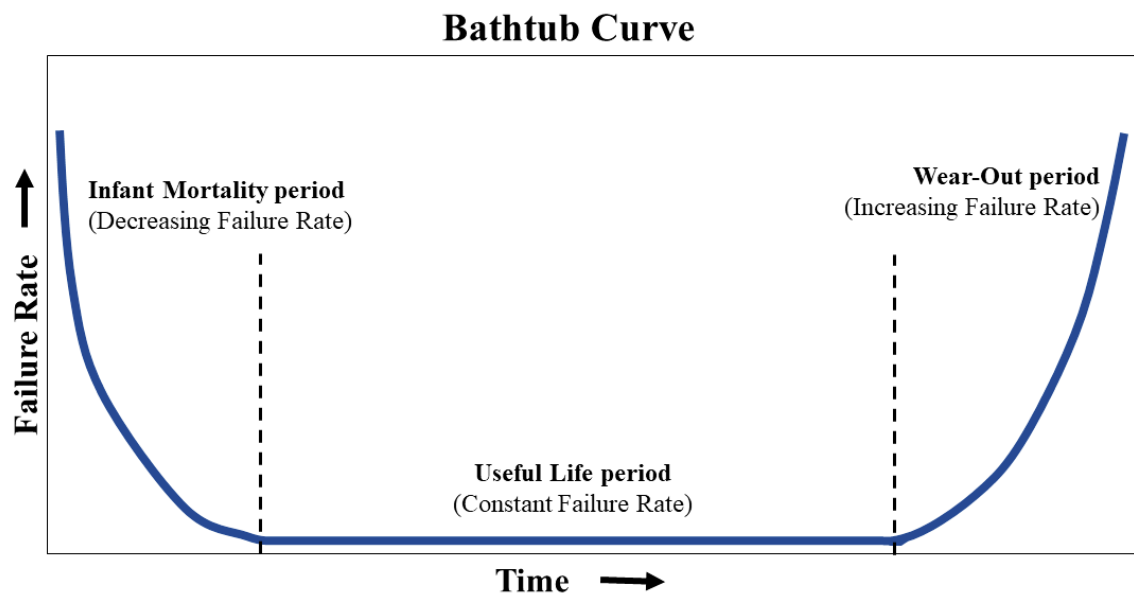 Bathtub Curve
Infant Mortality period
(Decreasing Failure Rate)
Wear-Out period
(Increasing Failure Rate)
Failure Rate
Useful Life period
(Constant Failure Rate)
Time